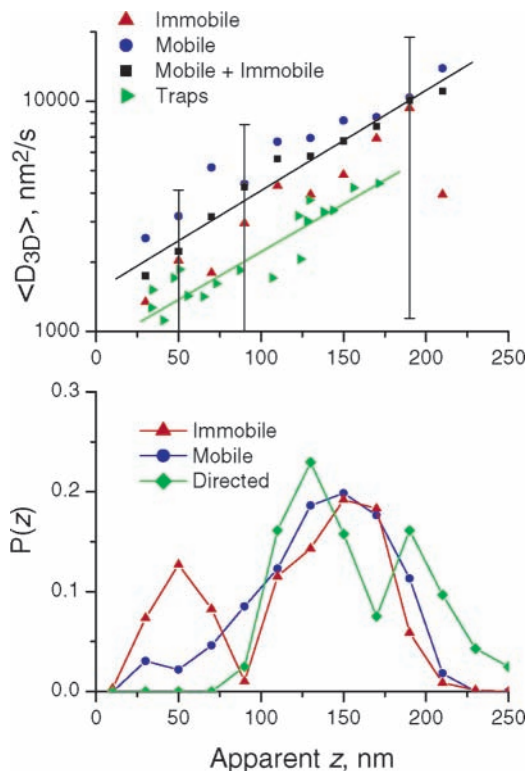 Immobile
Mobile
Mobile + Immobile
Traps
<D3D>, nm²/s
10000
1000
0 50 100 150 200 250
Immobile
Mobile
Directed
P(z)
0.3
0.2
0.1
0.0
0 50 100 150 200 250
Apparent z, nm